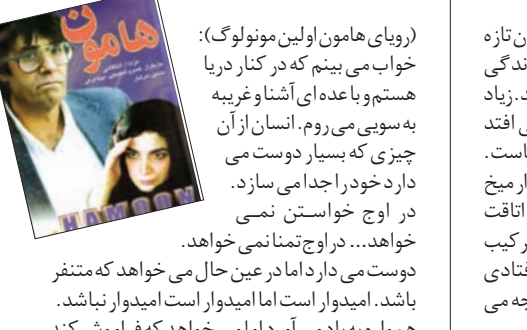 (رویای هامون اولین مونولوگ):
خواب می بینم که در کنار دریا
هستم و با عده ای آشنا و غریبه
به سویی می روم. انسان از آن
چیزی که بسیار دوست می
دارد خود را جدا می سازد.
در اوج خواستن نمی
خواهد... در اوج تمنا نمی خواهد.
دوست می دارد اما در عین حال می خواهد که متنفر
باشد. امیدوار است اما امیدوار است امیدوار نباشد.
هامون
HAMOON
ن تازه
ندگی
د. زیاد
ی افتد
است.
ار میخ
اتاقت
ر کیب
فتادی
جه می